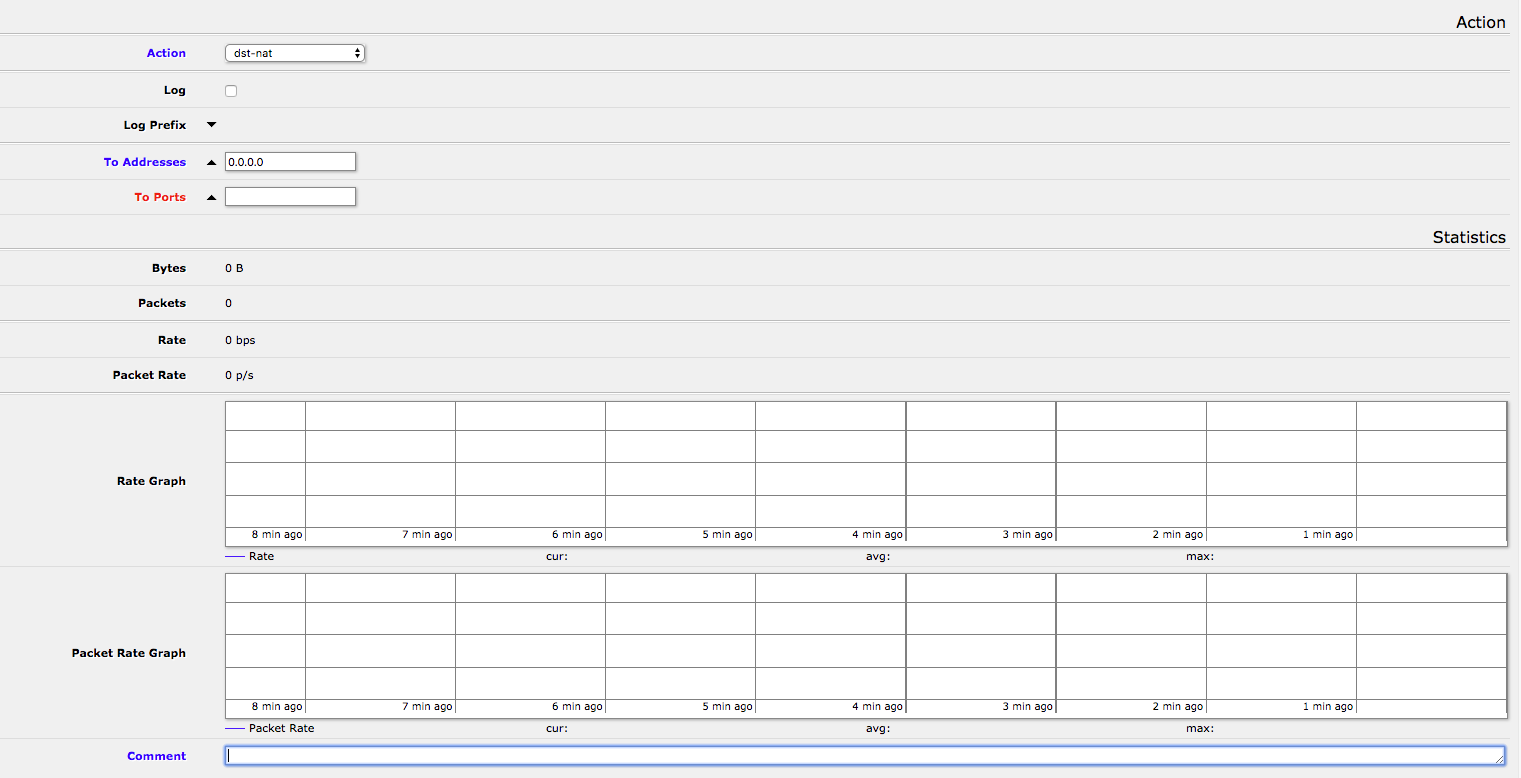 Action
Action dst-nat
Log
Log Prefix
To Addresses 0.0.0.0
To Ports
Statistics
Bytes 0 B
Packets 0
Rate 0 bps
Packet Rate 0 p/s
Rate Graph
8 min ago 7 min ago 6 min ago 5 min ago 4 min ago 3 min ago 2 min ago 1 min ago
Rate cur: avg: max:
Packet Rate Graph
8 min ago 7 min ago 6 min ago 5 min ago 4 min ago 3 min ago 2 min ago 1 min ago
Packet Rate cur: avg: max:
Comment